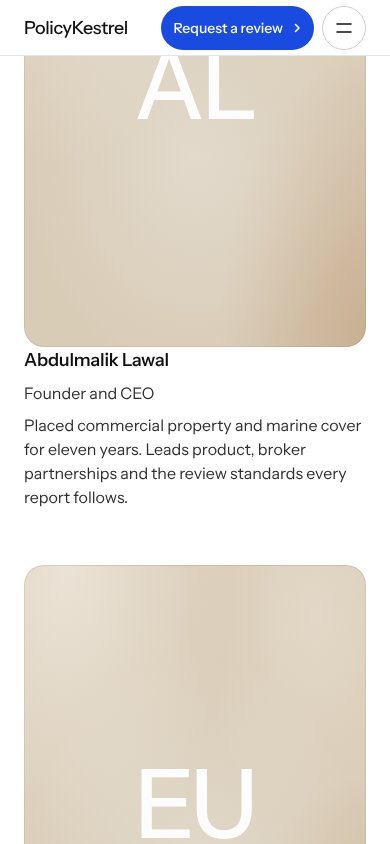 PolicyKestrel
Request a review
AL
Abdulmalik Lawal
Founder and CEO
Placed commercial property and marine cover
for eleven years. Leads product, broker
partnerships and the review standards every
report follows.
EU